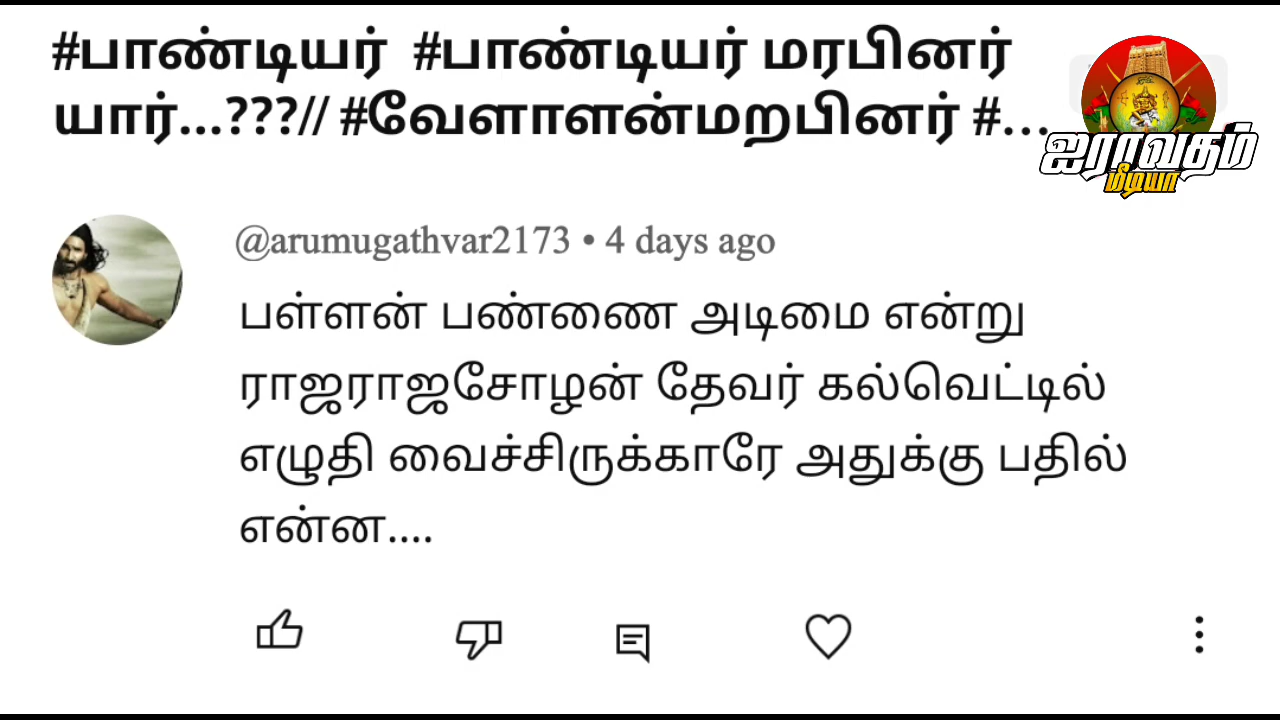 #பாண்டியர் #பாண்டியர் மரபினர்
யார்...???// #வேளாளன்மறபினர் #...
ஐராவதம்
மீடியா
@arumugathvar2173 • 4 days ago
பள்ளன் பண்ணை அடிமை என்று
ராஜராஜசோழன் தேவர் கல்வெட்டில்
எழுதி வைச்சிருக்காரே அதுக்கு பதில்
என்ன....